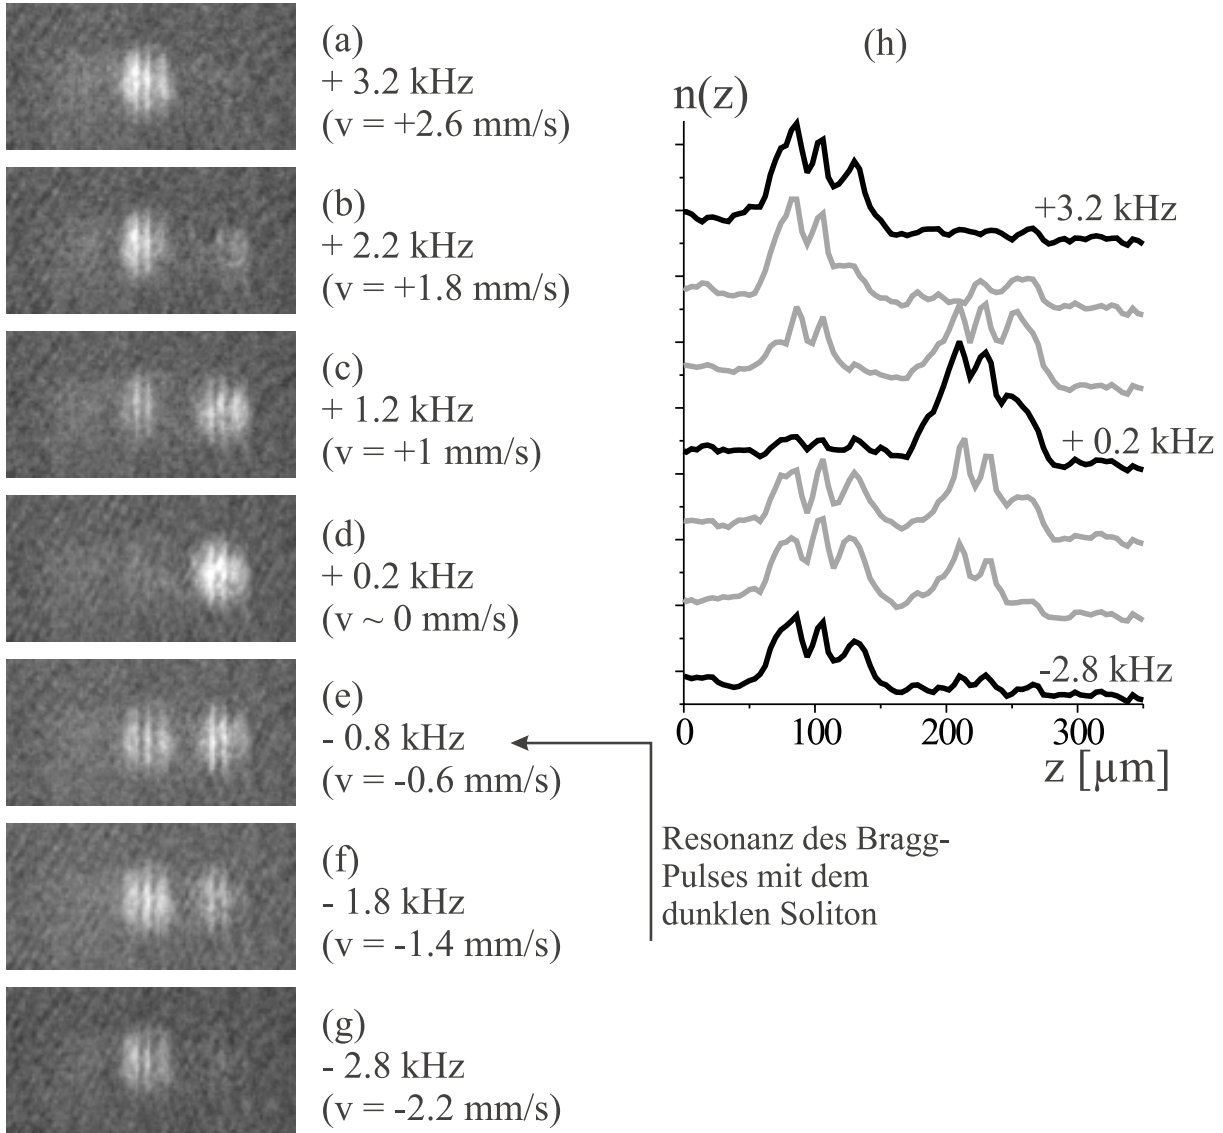 (a)
+ 3.2 kHz
(v = +2.6 mm/s)
(b)
+ 2.2 kHz
(v = +1.8 mm/s)
(c)
+ 1.2 kHz
(v = +1 mm/s)
(d)
+ 0.2 kHz
(v ~ 0 mm/s)
(e)
- 0.8 kHz
(v = -0.6 mm/s)
(f)
- 1.8 kHz
(v = -1.4 mm/s)
(g)
- 2.8 kHz
(v = -2.2 mm/s)
(h)
n(z)
+3.2 kHz
+ 0.2 kHz
-2.8 kHz
0 100 200 300
z [µm]
Resonanz des Bragg-
Pulses mit dem
dunklen Soliton